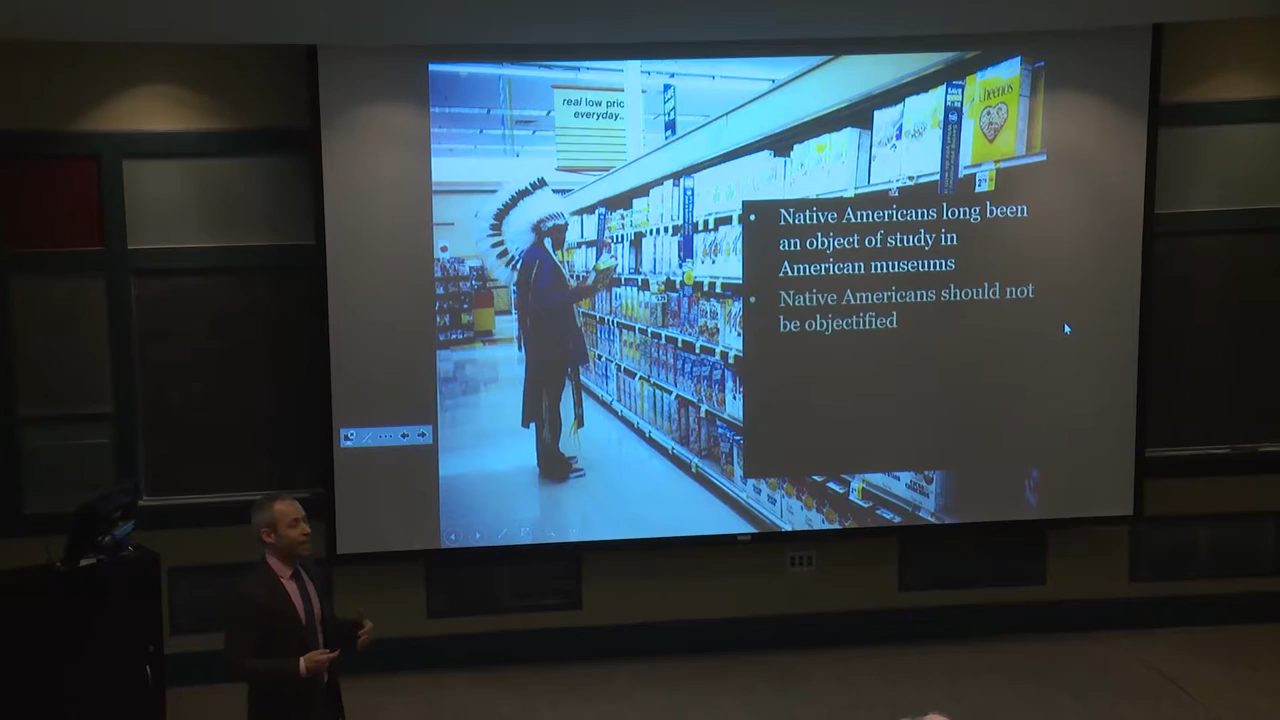 real low pric
everyday..
Cheerios
• Native Americans long been
an object of study in
American museums
• Native Americans should not
be objectified